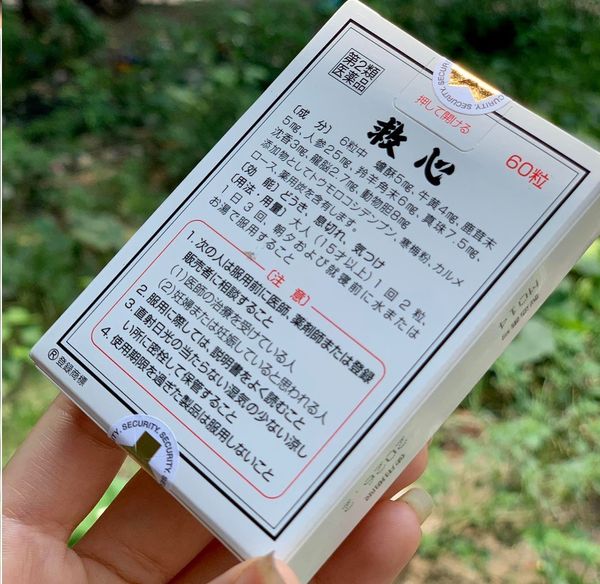 第2類
医薬品
SECURITY. SECURITY.
押して開ける
救心
60粒
〔成 分〕6粒中 蟾酥5㎎、牛黄4㎎、鹿茸末
5㎎、人参25㎎、羚羊角末6㎎、真珠7.5㎎、
沈香3㎎、龍脳2.7㎎、動物胆8㎎
添加物としてトウモロコシデンプン、寒梅粉、カルメ
ロース、薬用炭を含有します。
〔効 能〕どうき、息切れ、気つけ
〔用法・用量〕大人(15才以上)1回2粒、
1日3回、朝夕および就寝前に水または
お湯で服用すること
〔注 意〕
1. 次の人は服用前に医師、薬剤師または登録
販売者に相談すること
(1)医師の治療を受けている人
(2)妊婦または妊娠していると思われる人
2. 服用に際しては、説明書をよく読むこと
3. 直射日光の当たらない湿気の少ない涼し
い所に密栓して保管すること
4. 使用期限を過ぎた製品は服用しないこと
®登録商標
SECURITY. SECURITY.